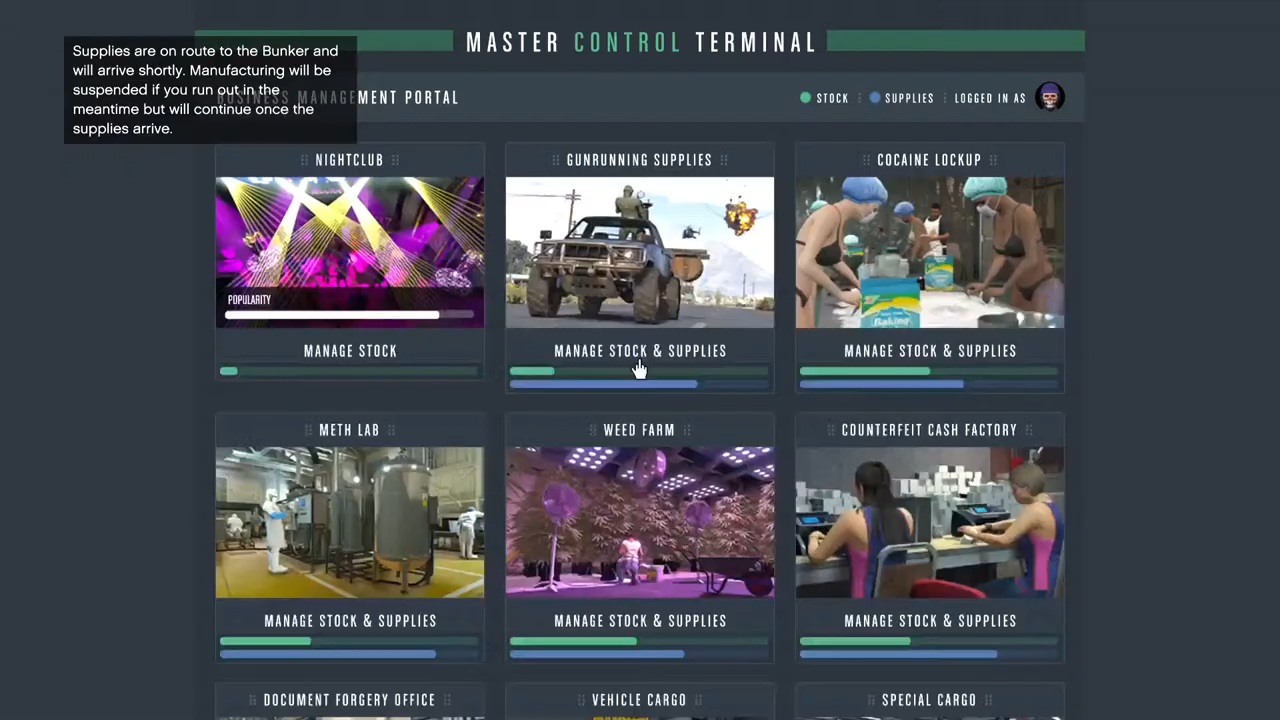 MASTER CONTROL TERMINAL
Supplies are on route to the Bunker and
will arrive shortly. Manufacturing will be
suspended if you run out in the
meantime but will continue once the
supplies arrive.
BUSINESS MANAGEMENT PORTAL
STOCK
SUPPLIES
LOGGED IN AS
NIGHTCLUB
POPULARITY
MANAGE STOCK
GUNRUNNING SUPPLIES
MANAGE STOCK & SUPPLIES
COCAINE LOCKUP
Baking
MANAGE STOCK & SUPPLIES
METH LAB
MANAGE STOCK & SUPPLIES
WEED FARM
MANAGE STOCK & SUPPLIES
COUNTERFEIT CASH FACTORY
MANAGE STOCK & SUPPLIES
DOCUMENT FORGERY OFFICE
VEHICLE CARGO
SPECIAL CARGO